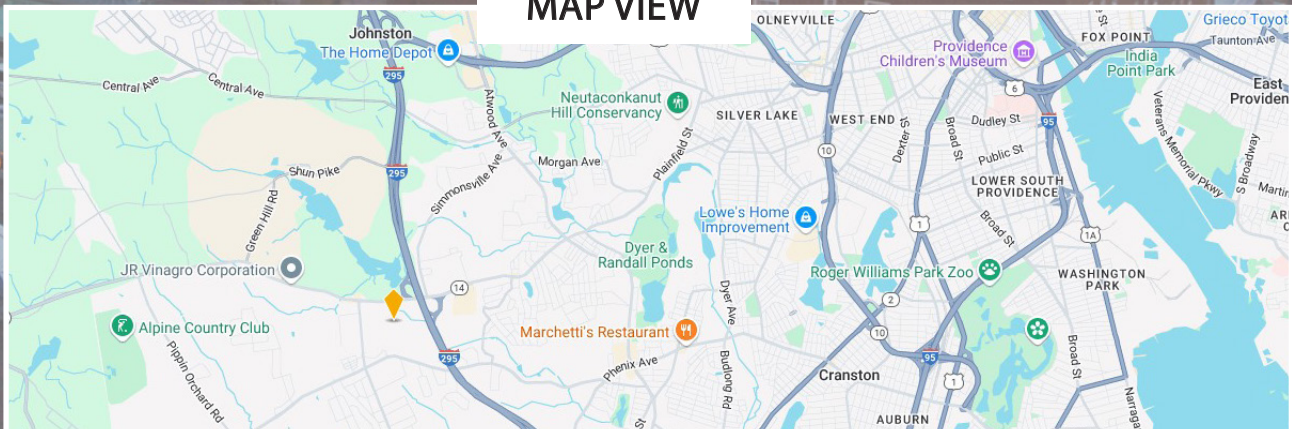 MAP VIEW
OLNEYVILLE
Grieco Toyot
Johnston
The Home Depot
295
Providence
Children's Museum
FOX POINT
Taunton Ave
India
Point Park
6
East
Providen
Central Ave
Central Ave
Atwood Ave
Neutaconkanut
Hill Conservancy
SILVER LAKE
WEST END
Dexter St
Broad St
Dudley St
95
Veterans Memorial Pkwy
S Broadway
Plainfield St
10
Public St
Morgan Ave
Shun Pike
295
Simmonsville Ave
LOWER SOUTH
PROVIDENCE
Martin
Green Hill Rd
Lowe's Home
Improvement
1
Broad St
1A
AR
Dyer &
Randall Ponds
JR Vinagro Corporation
14
Dyer Ave
Roger Williams Park Zoo
WASHINGTON
PARK
2
Alpine Country Club
Marchetti's Restaurant
10
Pippin Orchard Rd
295
Phenix Ave
Budlong Rd
95
Broad St
Cranston
1
Narraga
AUBURN
St